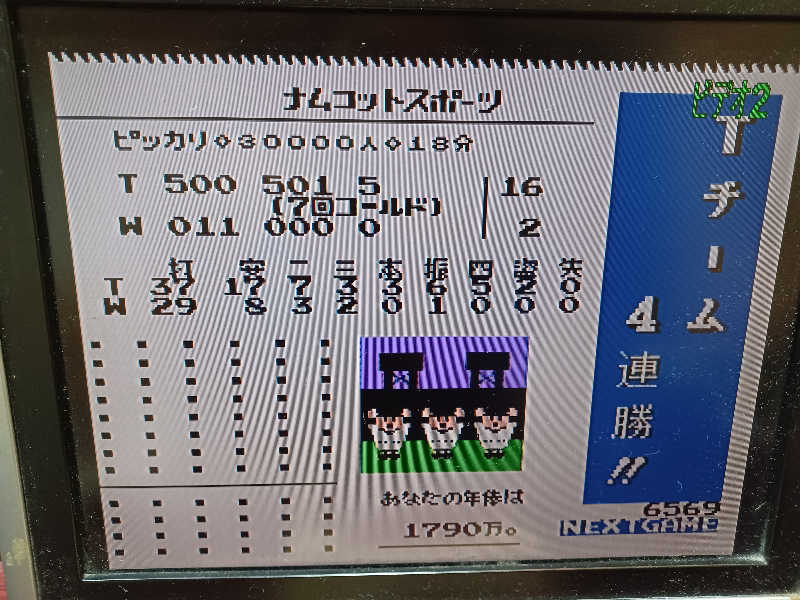 ナムコットスポーツ
ピッカリ◇30000人◇18分
T 500 501 5 16
(7回コールド)
W 011 000 0 2
打 安 二 三 本 振 四 盗 失
T 37 17 7 3 3 6 5 2 0
W 29 8 3 2 0 1 0 0 0
ビデオ2
Tチーム
4連勝!!
あなたの年俸は
1790万。
6569
NEXTGAME